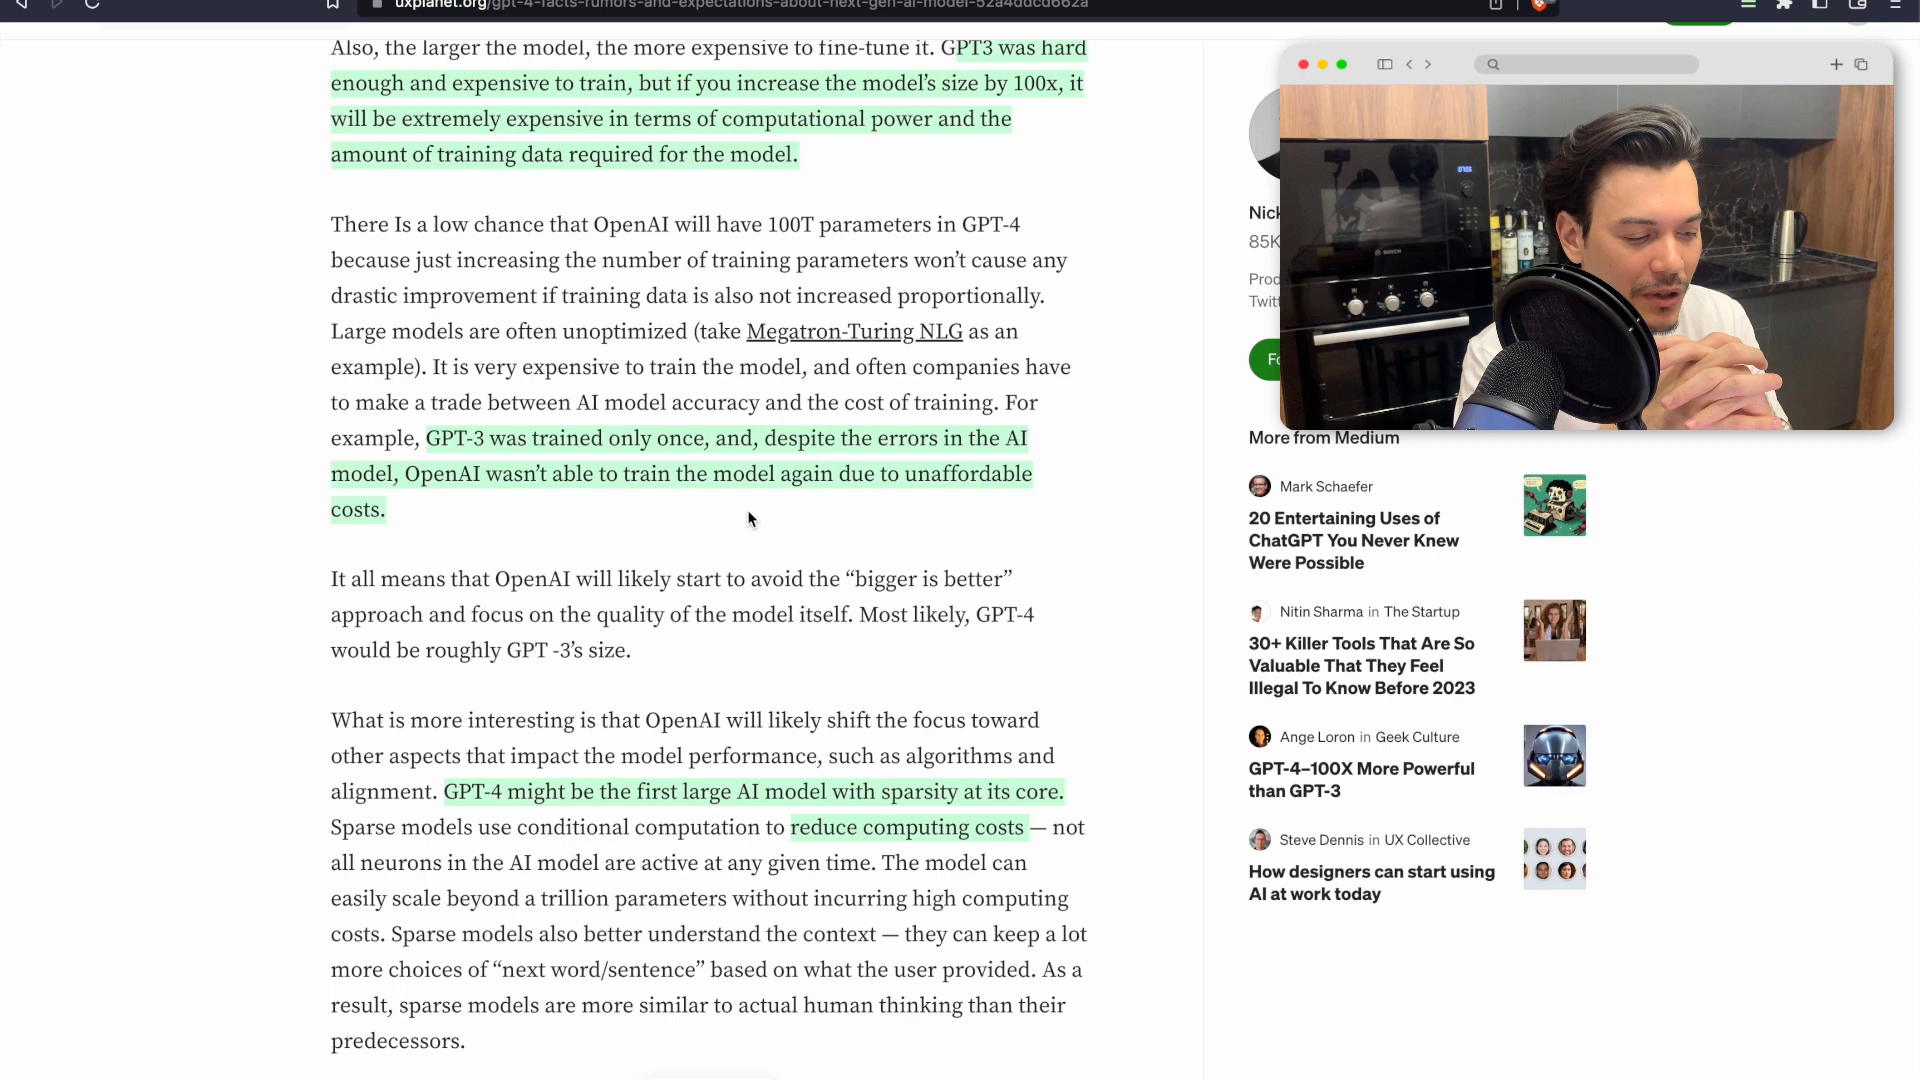 uxplanet.org/gpt-4-facts-rumors-and-expectations-about-next-gen-ai-model-52a4ddcd662a
Also, the larger the model, the more expensive to fine-tune it. GPT3 was hard
enough and expensive to train, but if you increase the model’s size by 100x, it
will be extremely expensive in terms of computational power and the
amount of training data required for the model.
There Is a low chance that OpenAI will have 100T parameters in GPT-4
because just increasing the number of training parameters won’t cause any
drastic improvement if training data is also not increased proportionally.
Large models are often unoptimized (take Megatron-Turing NLG as an
example). It is very expensive to train the model, and often companies have
to make a trade between AI model accuracy and the cost of training. For
example, GPT-3 was trained only once, and, despite the errors in the AI
model, OpenAI wasn’t able to train the model again due to unaffordable
costs.
It all means that OpenAI will likely start to avoid the “bigger is better”
approach and focus on the quality of the model itself. Most likely, GPT-4
would be roughly GPT -3’s size.
What is more interesting is that OpenAI will likely shift the focus toward
other aspects that impact the model performance, such as algorithms and
alignment. GPT-4 might be the first large AI model with sparsity at its core.
Sparse models use conditional computation to reduce computing costs — not
all neurons in the AI model are active at any given time. The model can
easily scale beyond a trillion parameters without incurring high computing
costs. Sparse models also better understand the context — they can keep a lot
more choices of “next word/sentence” based on what the user provided. As a
result, sparse models are more similar to actual human thinking than their
predecessors.
Nick
85K
Prod
Twitt
Fo
BOSCH
More from Medium
Mark Schaefer
20 Entertaining Uses of
ChatGPT You Never Knew
Were Possible
Nitin Sharma in The Startup
30+ Killer Tools That Are So
Valuable That They Feel
Illegal To Know Before 2023
Ange Loron in Geek Culture
GPT-4–100X More Powerful
than GPT-3
Steve Dennis in UX Collective
How designers can start using
AI at work today